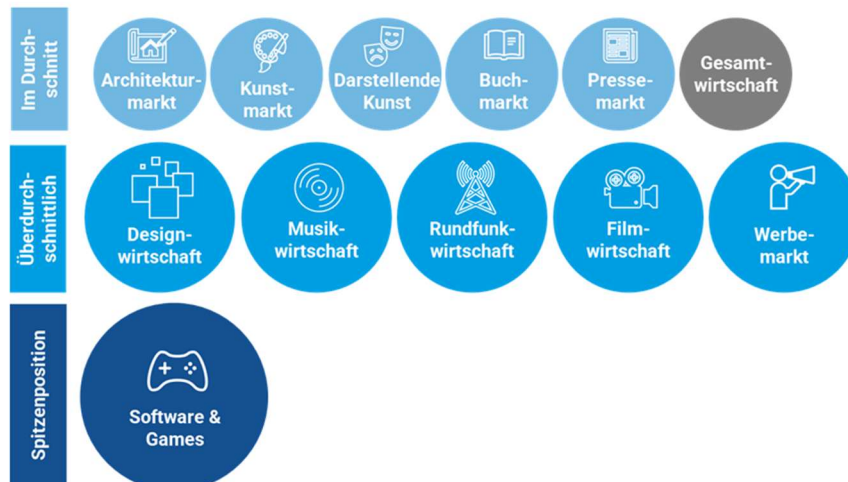 Im Durch-
schnitt
Architektur-
markt
Kunst-
markt
Darstellende
Kunst
Buch-
markt
Presse-
markt
Gesamt-
wirtschaft
Überdurch-
schnittlich
Design-
wirtschaft
Musik-
wirtschaft
Rundfunk-
wirtschaft
Film-
wirtschaft
Werbe-
markt
Spitzenposition
Software &
Games